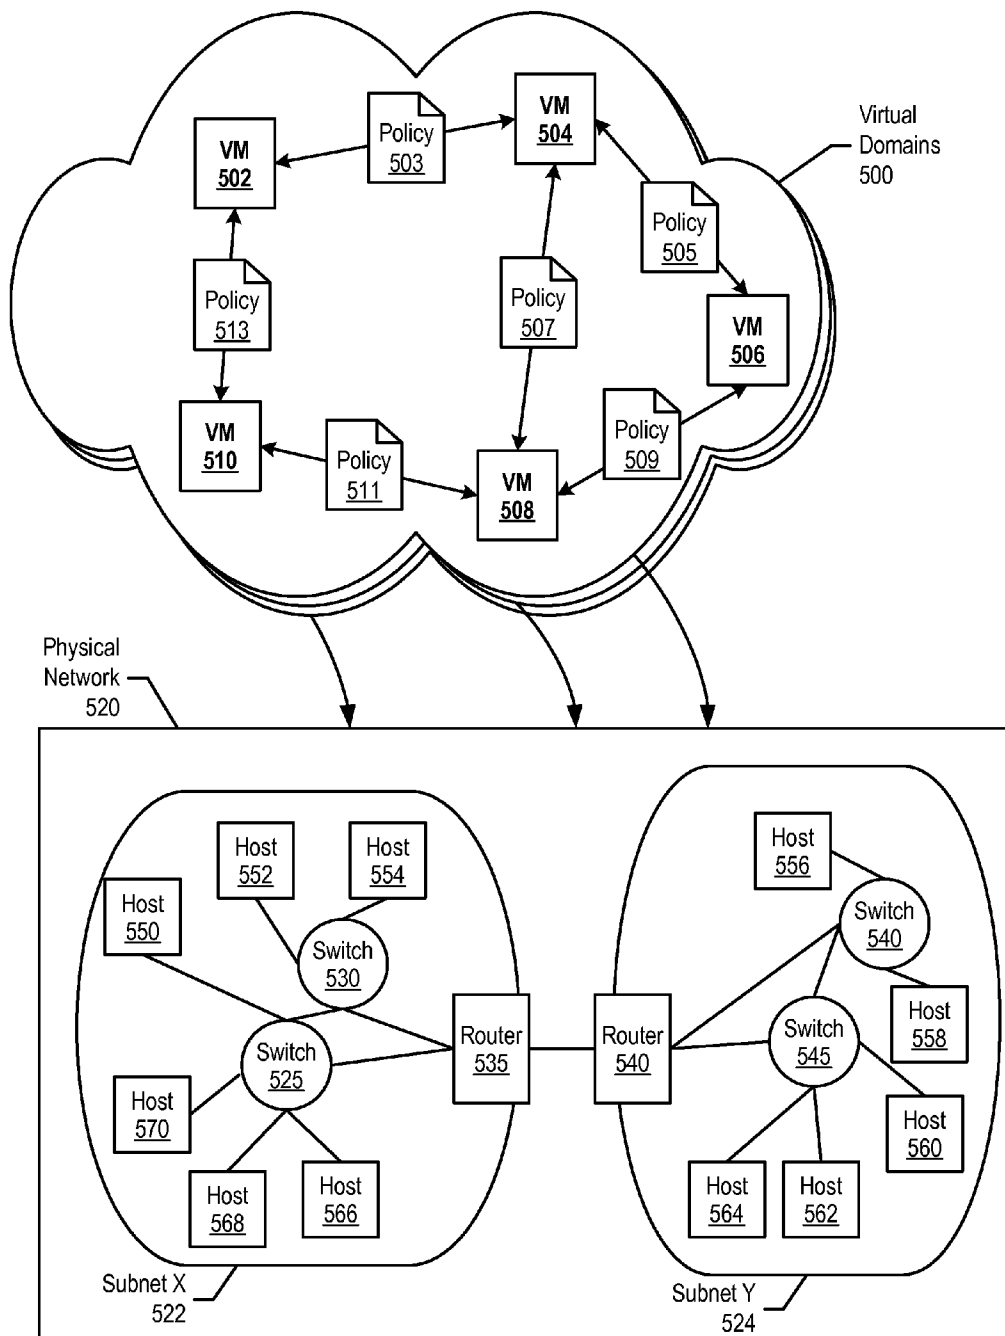 VM
504
Policy
503
VM
502
Virtual
Domains
500
Policy
505
Policy
513
Policy
507
VM
506
VM
510
Policy
511
Policy
509
VM
508
Physical
Network
520
Host
552
Host
554
Host
556
Host
550
Switch
530
Switch
540
Switch
525
Router
535
Router
540
Switch
545
Host
558
Host
570
Host
560
Host
568
Host
566
Host
564
Host
562
Subnet X
522
Subnet Y
524